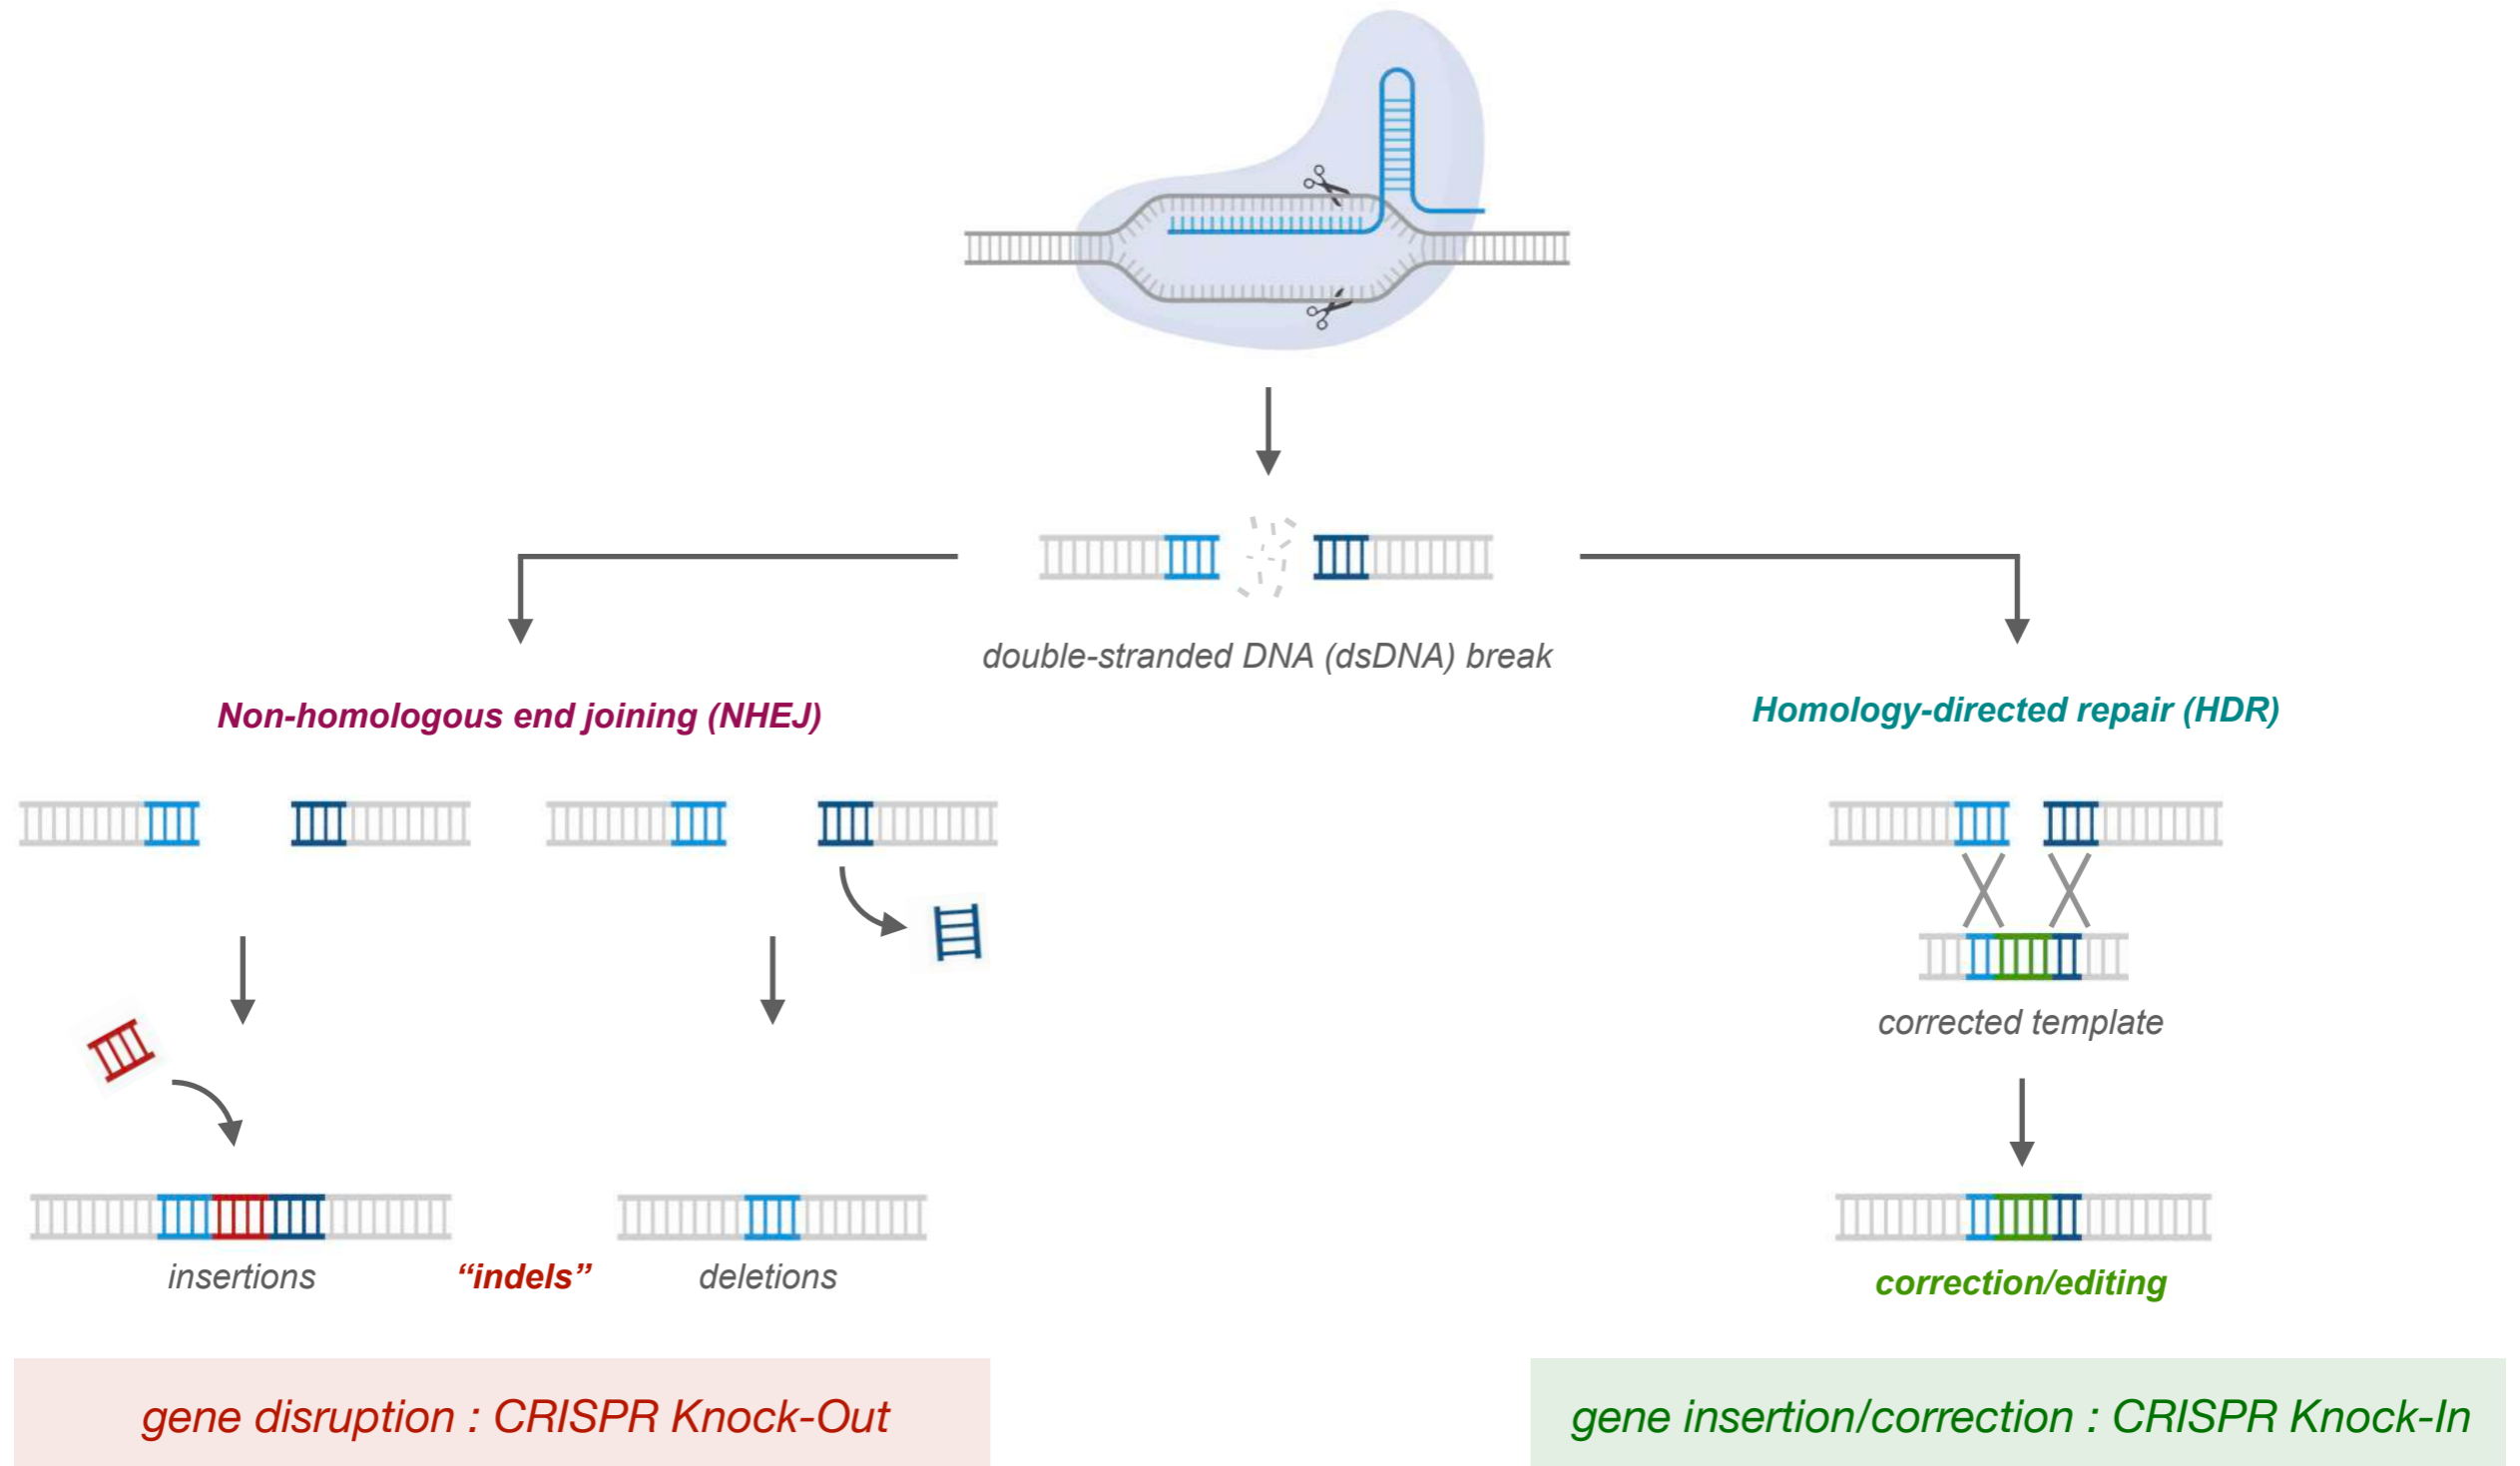 double-stranded DNA (dsDNA) break
Non-homologous end joining (NHEJ)
Homology-directed repair (HDR)
corrected template
insertions
“indels”
deletions
correction/editing
gene disruption : CRISPR Knock-Out
gene insertion/correction : CRISPR Knock-In